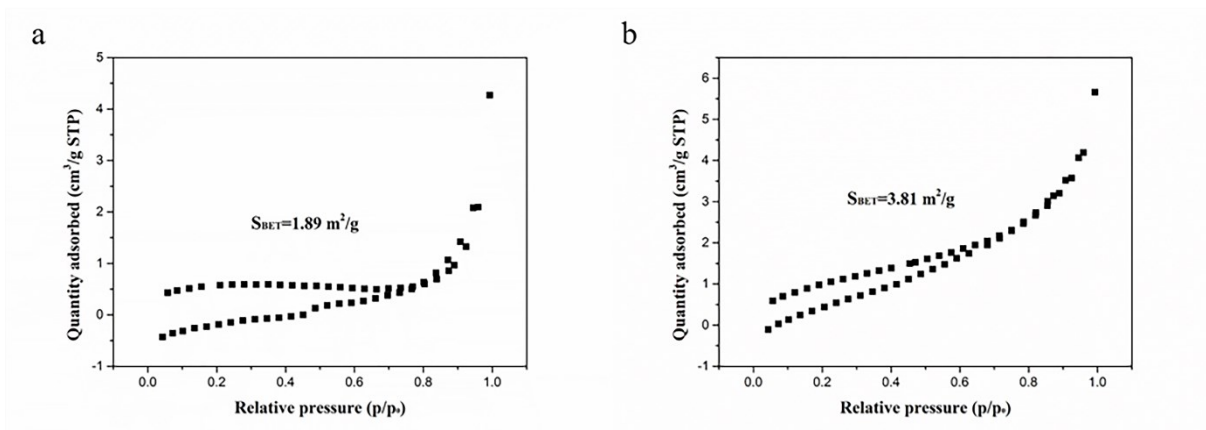 a
5
4
3
2
1
0
-1
Quantity adsorbed (cm³/g STP)
SBET=1.89 m²/g
0.0 0.2 0.4 0.6 0.8 1.0
Relative pressure (p/p₀)
b
6
5
4
3
2
1
0
-1
Quantity adsorbed (cm³/g STP)
SBET=3.81 m²/g
0.0 0.2 0.4 0.6 0.8 1.0
Relative pressure (p/p₀)